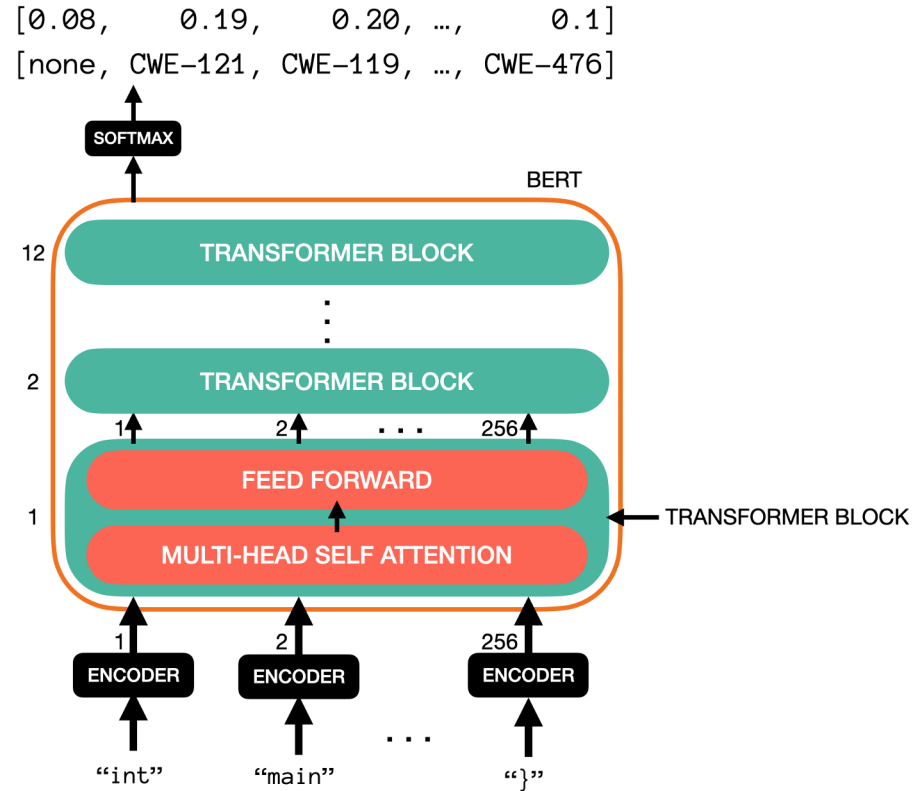 [0.08, 0.19, 0.20, …, 0.1]
[none, CWE-121, CWE-119, …, CWE-476]
SOFTMAX
BERT
12 TRANSFORMER BLOCK
2 TRANSFORMER BLOCK
1 2 ... 256
FEED FORWARD
1 TRANSFORMER BLOCK
MULTI-HEAD SELF ATTENTION
1 2 256
ENCODER ENCODER ENCODER
...
“int” “main” “}”